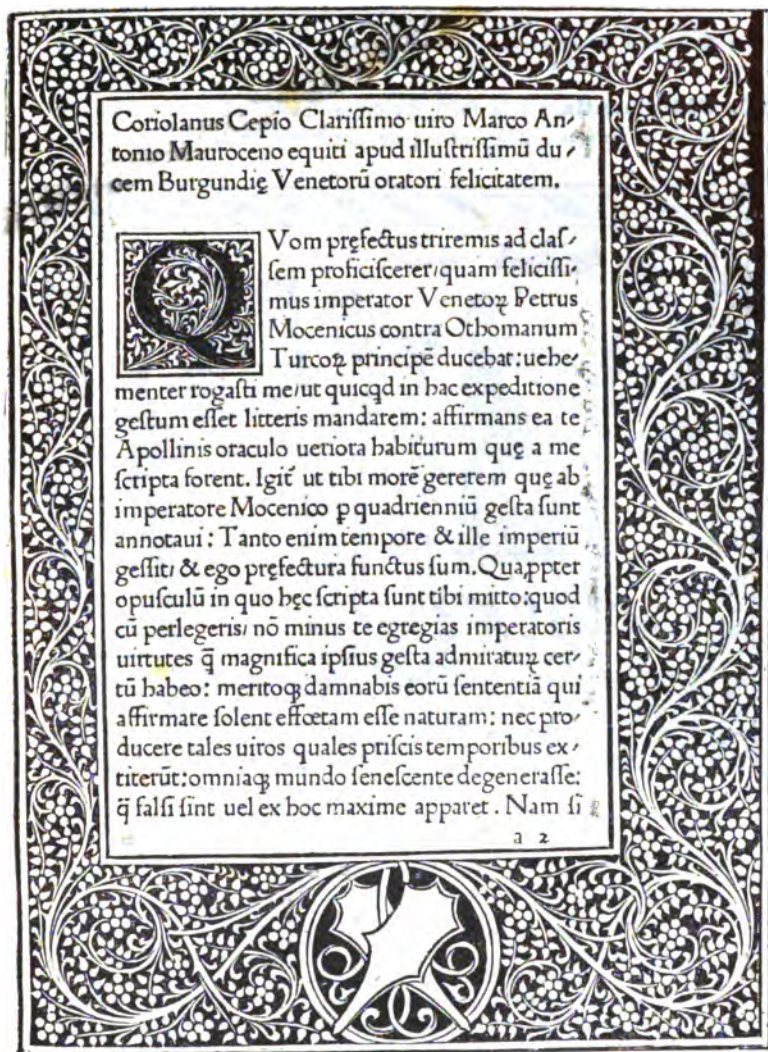 Coriolanus Cepio Clariſſimo uiro Marco An-
tonio Mauroceno equiti apud illuſtriſſimū du-
cem Burgundię Venetorū oratori felicitatem.
QVom pręfectus triremis ad claſ-
ſem proficiſcerer, quam feliciſſi-
mus imperator Venetoꝝ Petrus
Mocenicus contra Othomanum
Turcoꝝ principē ducebat: uehe-
menter rogaſti me, ut quicqd in hac expeditione
geſtum eſſet litteris mandarem: affirmans ea te
Apollinis oraculo ueriora habiturum quę a me
ſcripta forent. Igit̃ ut tibi morē gererem quę ab
imperatore Mocenico ꝑ quadrienniū geſta ſunt
annotaui: Tanto enim tempore & ille imperiū
geſſit, & ego pręfectura functus ſum. Quaꝓpter
opuſculū in quo hęc ſcripta ſunt tibi mitto: quod
cū perlegeris, nō minus te egregias imperatoris
uirtutes q̄ magnifica ipſius geſta admiratuꝝ cer-
tū habeo: meritoqꝫ damnabis eorū ſententiā qui
affirmare ſolent effœtam eſſe naturam: nec pro-
ducere tales uiros quales priſcis temporibus ex-
titerūt: omniaqꝫ mundo ſeneſcente degeneraſſe:
q̄ falſi ſint uel ex hoc maxime apparet. Nam ſi
a 2